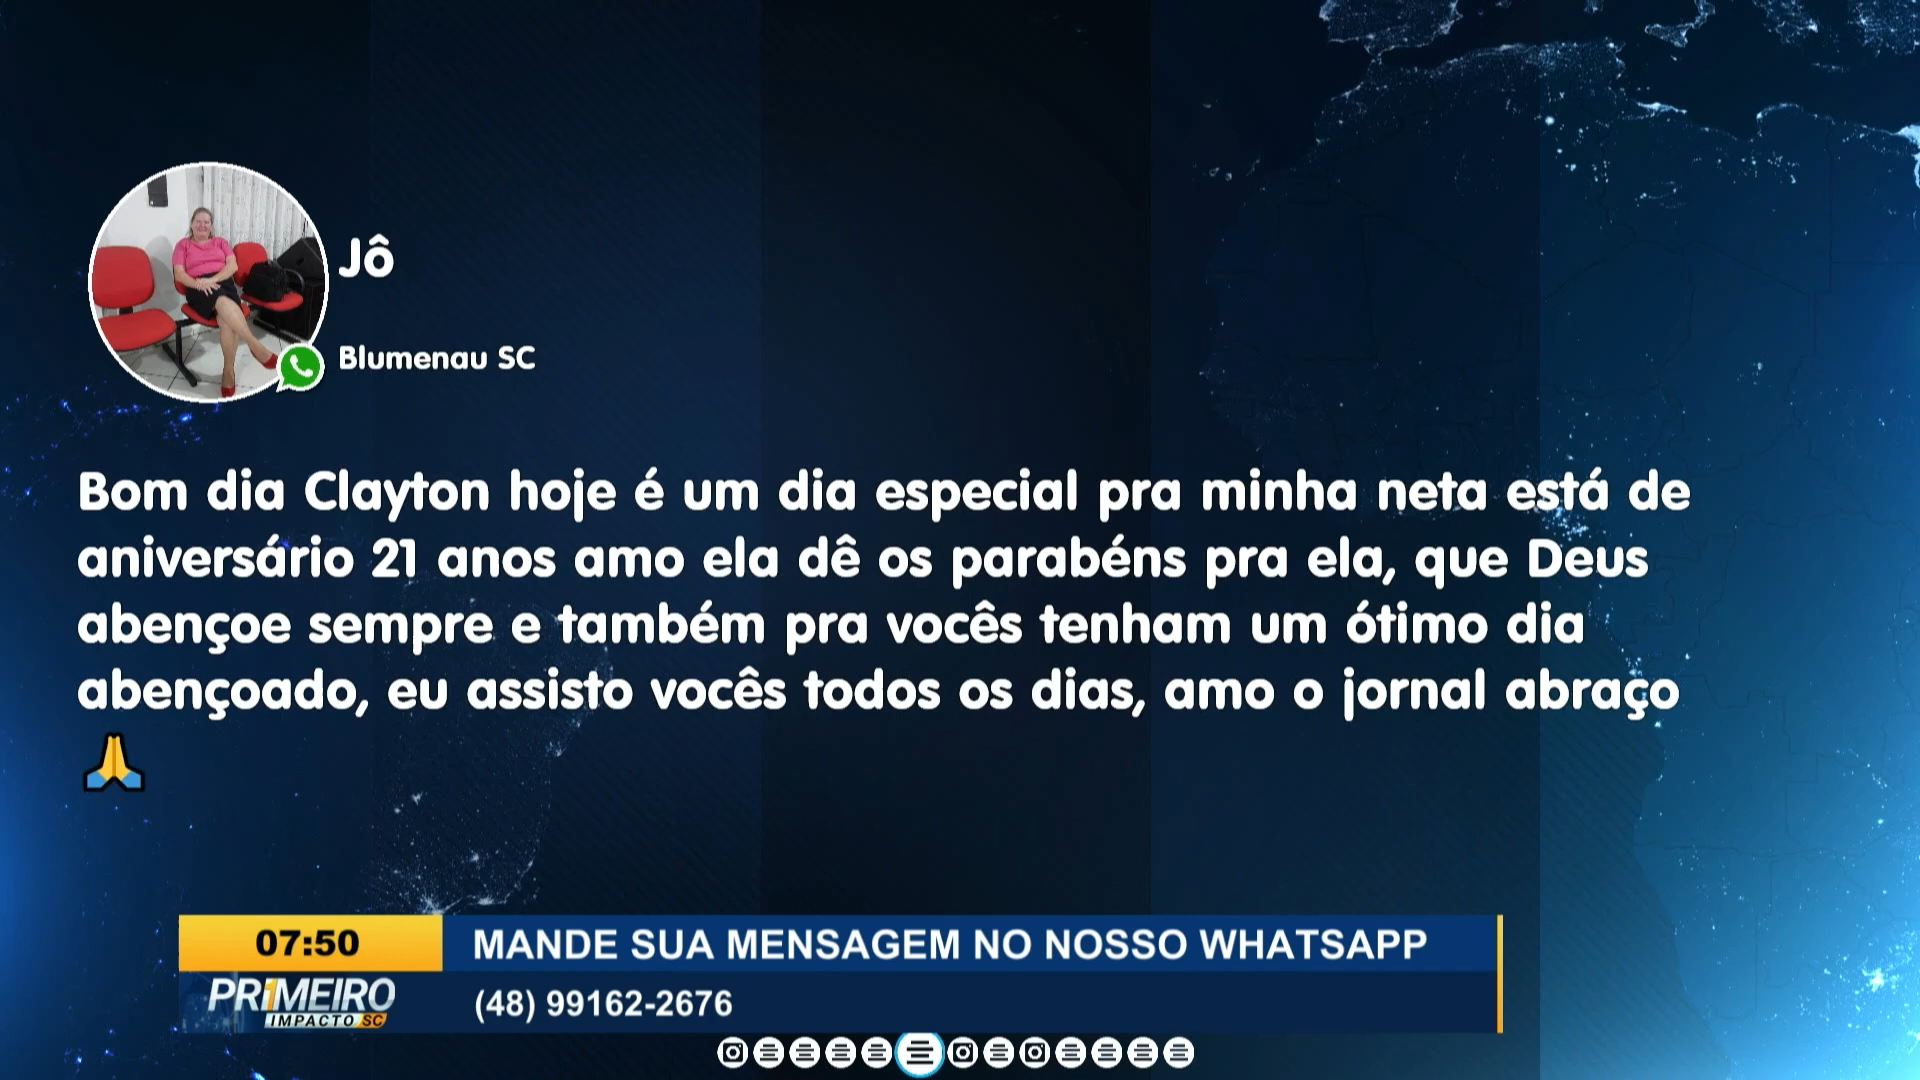 Jô
Blumenau SC
Bom dia Clayton hoje é um dia especial pra minha neta está de
aniversário 21 anos amo ela dê os parabéns pra ela, que Deus
abençoe sempre e também pra vocês tenham um ótimo dia
abençoado, eu assisto vocês todos os dias, amo o jornal abraço
🙏
07:50
MANDE SUA MENSAGEM NO NOSSO WHATSAPP
PR1MEIRO
IMPACTO SC
(48) 99162-2676